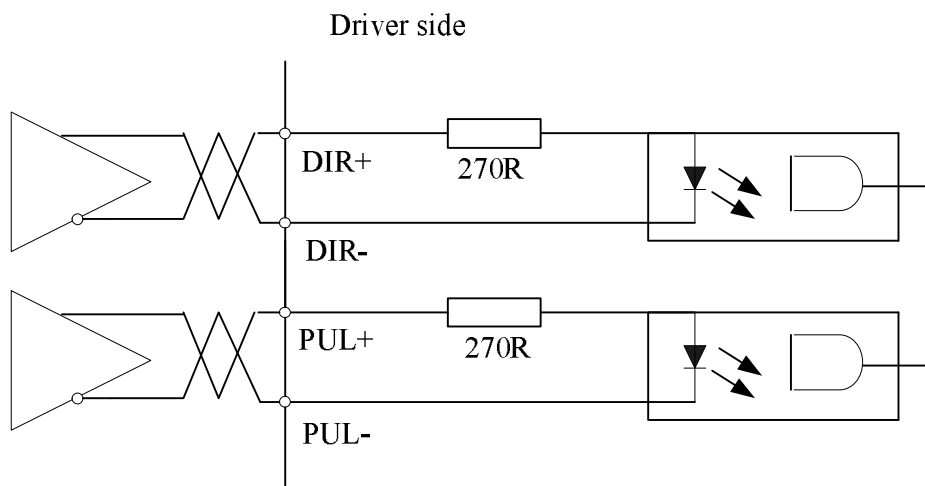 Driver side
DIR+
270R
DIR-
PUL+
270R
PUL-